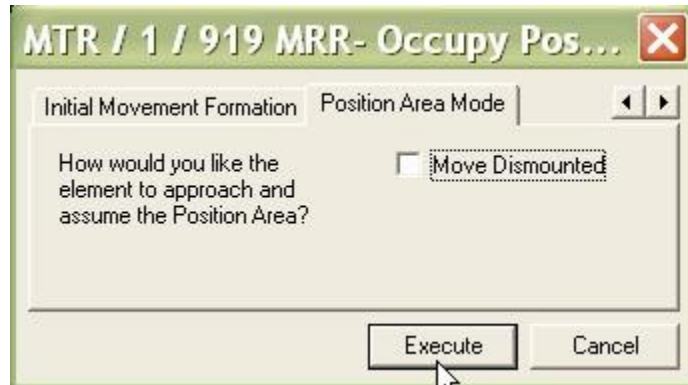 MTR / 1 / 919 MRR- Occupy Pos...
Initial Movement Formation Position Area Mode
How would you like the
element to approach and
assume the Position Area?
Move Dismounted
Execute Cancel